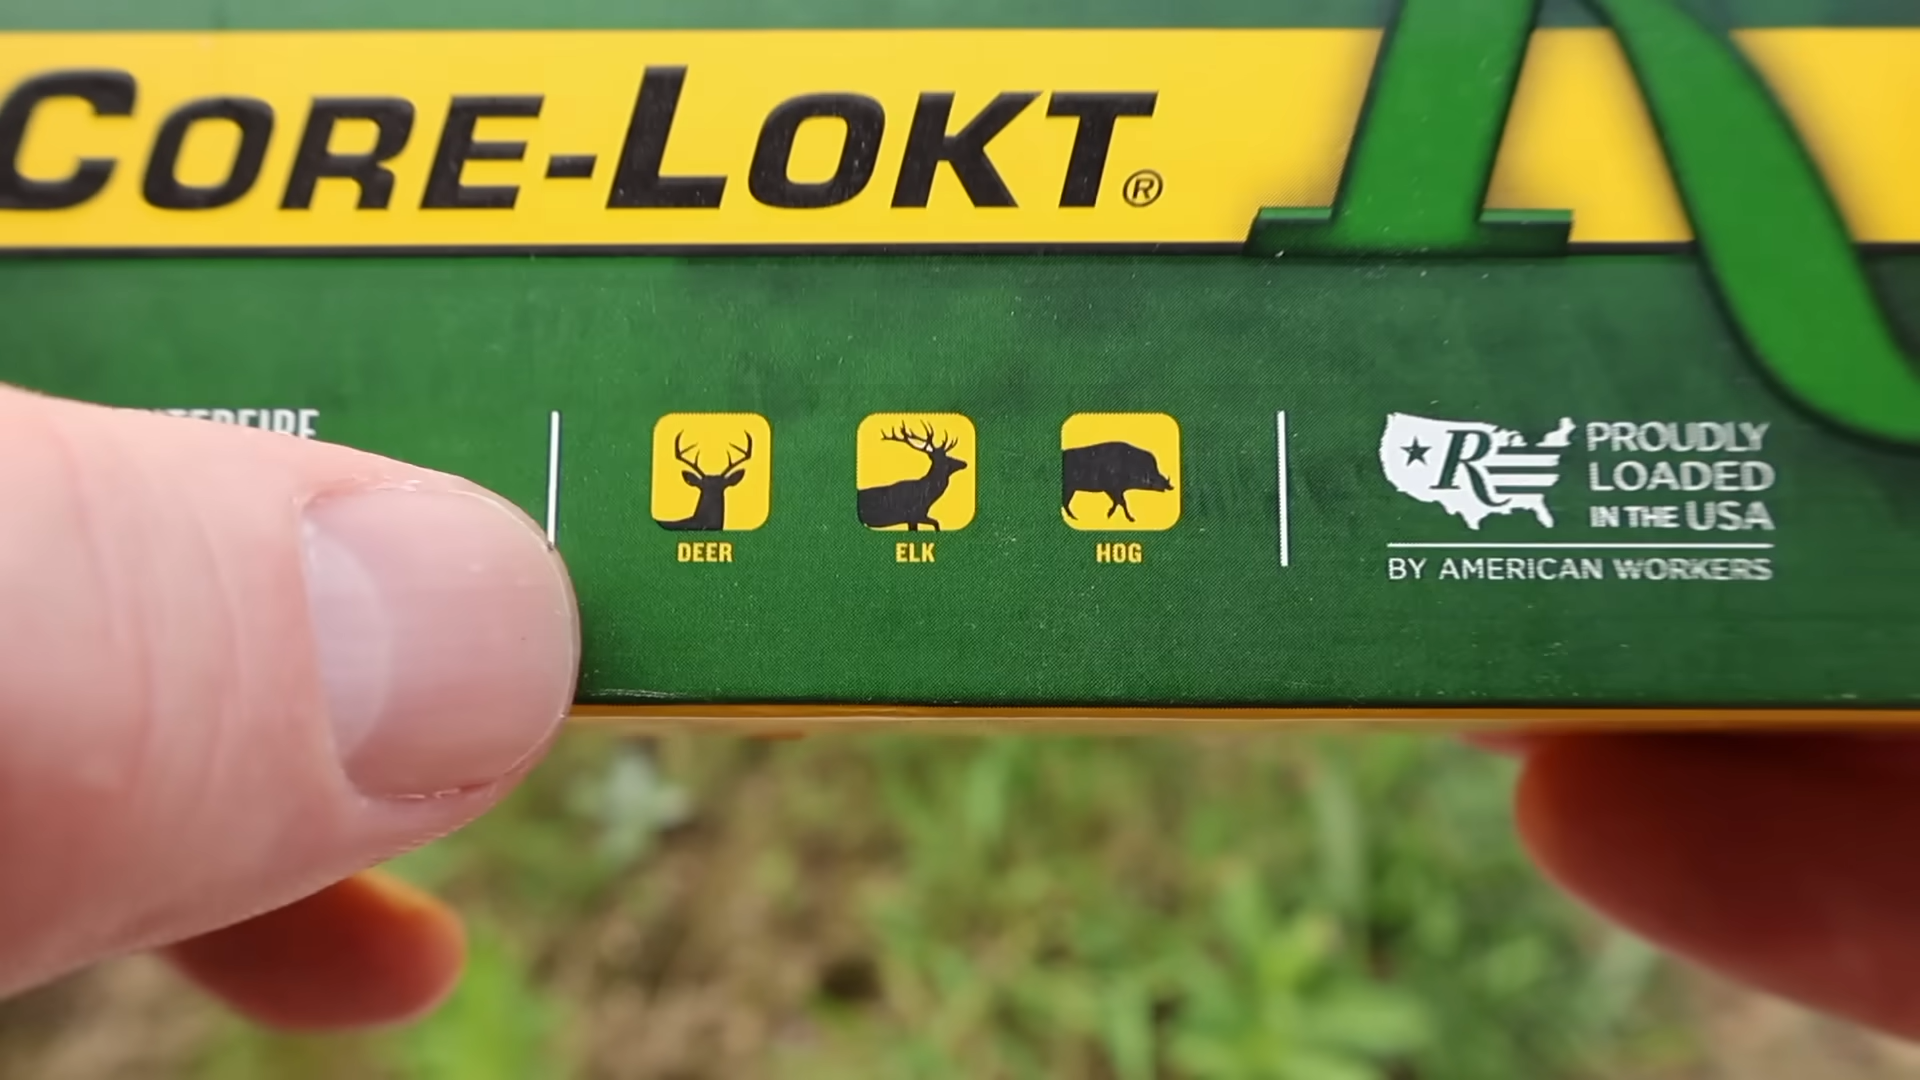 CORE-LOKT®
DEER
ELK
HOG
R
PROUDLY
LOADED
IN THE USA
BY AMERICAN WORKERS